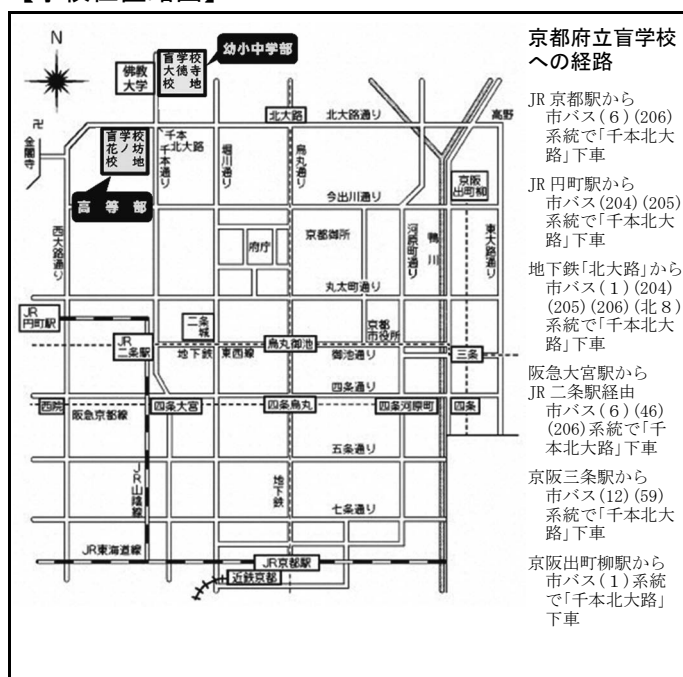 N
盲学校
大徳寺
校地
幼小中学部
佛教
大学
北大路
北大路通り
高野
卍
金閣寺
盲学校
花ノ坊
校地
千本
北大路
千本通り
堀川通り
烏丸通り
京阪
出町柳
高等部
今出川通り
西大路通り
府庁
京都御所
河原町通り
鴨川
東大路通り
丸太町通り
JR
円町駅
二条
城
京都
市役所
JR
二条駅
地下鉄
東西線
烏丸御池
御池通り
三条
四条通り
西院
四条大宮
四条烏丸
四条河原町
四条
阪急京都線
五条通り
JR山陰線
地下鉄
七条通り
JR東海道線
JR京都駅
近鉄京都
京都府立盲学校
への経路
JR京都駅から
市バス(6)(206)
系統で「千本北大
路」下車
JR円町駅から
市バス(204)(205)
系統で「千本北大
路」下車
地下鉄「北大路」から
市バス(1)(204)
(205)(206)(北8)
系統で「千本北大
路」下車
阪急大宮駅から
JR二条駅経由
市バス(6)(46)
(206)系統で「千
本北大路」下車
京阪三条駅から
市バス(12)(59)
系統で「千本北大
路」下車
京阪出町柳駅から
市バス(1)系統
で「千本北大路」
下車